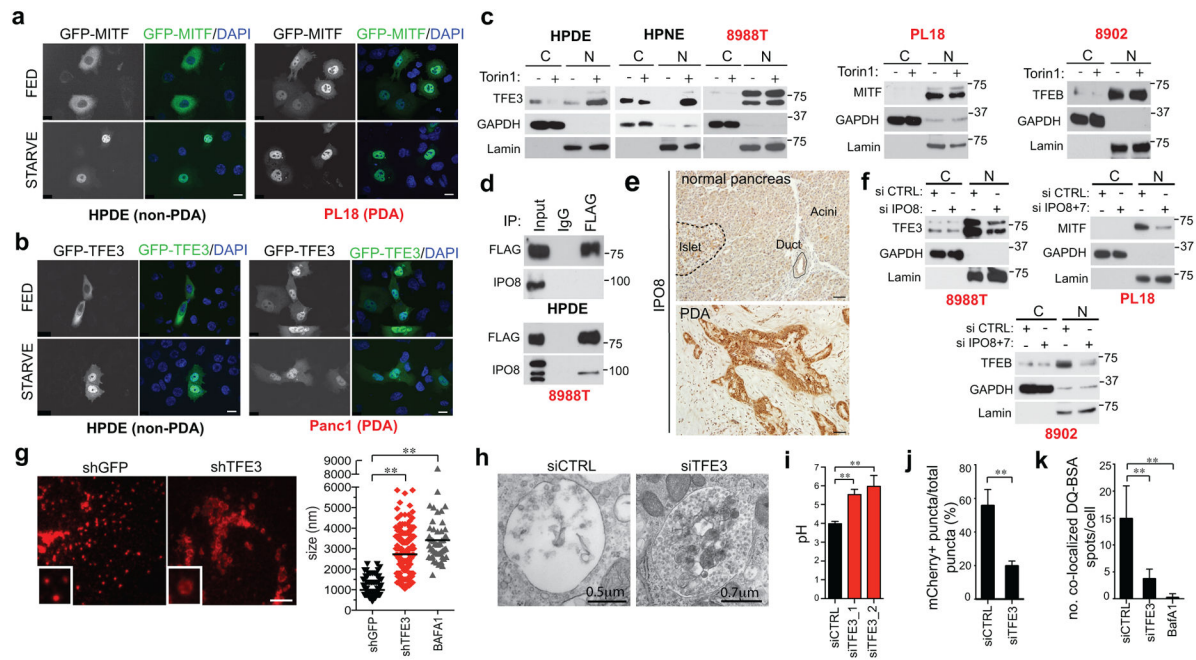 a
GFP-MITF GFP-MITF/DAPI GFP-MITF GFP-MITF/DAPI
FED
STARVE
HPDE (non-PDA) PL18 (PDA)
b
GFP-TFE3 GFP-TFE3/DAPI GFP-TFE3 GFP-TFE3/DAPI
FED
STARVE
HPDE (non-PDA) Panc1 (PDA)
c
HPDE HPNE 8988T
C N C N C N
Torin1: - + - + - + - + - + - +
TFE3 75
GAPDH 37
Lamin 75
PL18
C N
Torin1: - + - +
MITF 75
GAPDH 37
Lamin 75
8902
C N
Torin1: - + - +
TFEB 75
GAPDH 37
Lamin 75
d
IP: Input IgG FLAG
FLAG 75
IPO8 100
HPDE
FLAG 75
IPO8 100
8988T
e
IPO8
normal pancreas
Acini
Islet
Duct
PDA
f
C N
si CTRL: + - + -
si IPO8: - + - +
TFE3 75
GAPDH 37
Lamin 75
8988T
C N
si CTRL: + - + -
si IPO8+7: - + - +
MITF 75
GAPDH 37
Lamin 75
PL18
C N
si CTRL: + - + -
si IPO8+7: - + - +
TFEB 75
GAPDH 37
Lamin 75
8902
g
shGFP shTFE3
**
**
size (nm)
8000
7000
6000
5000
4000
3000
2000
1000
0
shGFP shTFE3 BAFA1
h
siCTRL siTFE3
0.5µm 0.7µm
i
**
**
pH
7
6
5
4
3
2
1
0
siCTRL siTFE3_1 siTFE3_2
j
**
mCherry+ puncta/total
puncta (%)
80
60
40
20
0
siCTRL siTFE3
k
**
**
no. co-localized DQ-BSA
spots/cell
25
20
15
10
5
0
siCTRL siTFE3 BafA1